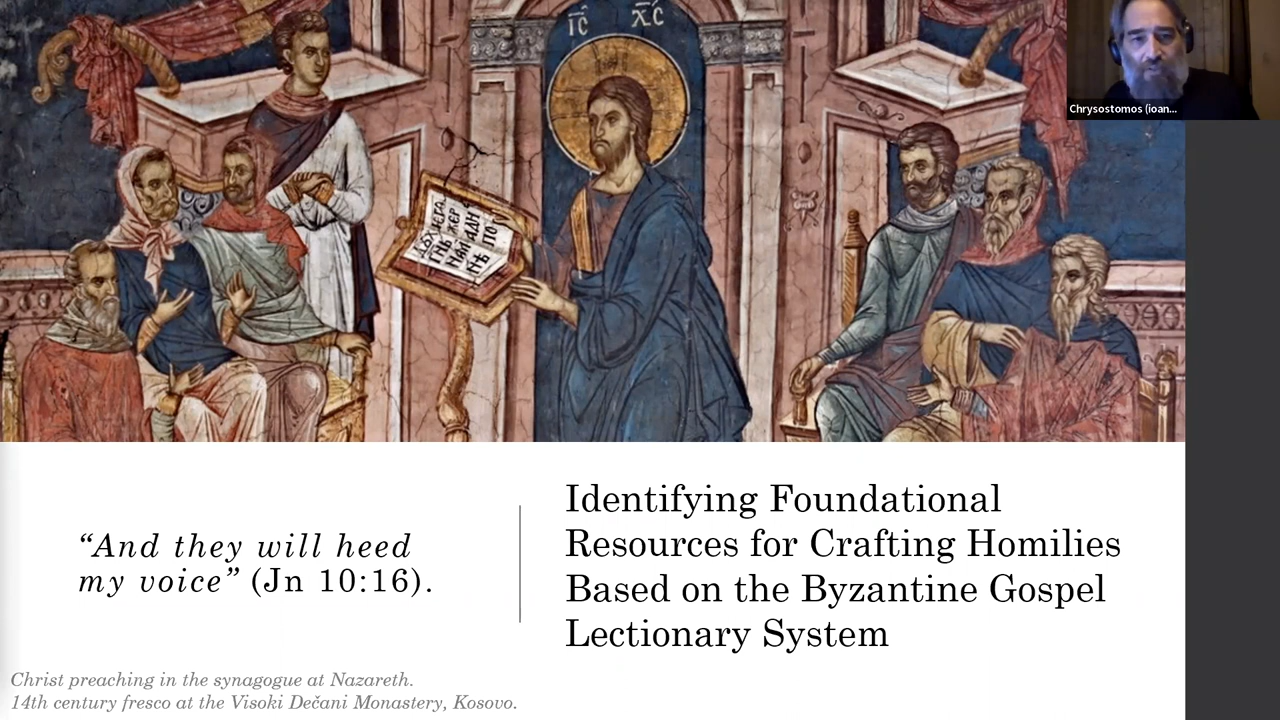 IC XC
Chrysostomos (ioan...
“And they will heed
my voice” (Jn 10:16).
Identifying Foundational
Resources for Crafting Homilies
Based on the Byzantine Gospel
Lectionary System
Christ preaching in the synagogue at Nazareth.
14th century fresco at the Visoki Dečani Monastery, Kosovo.